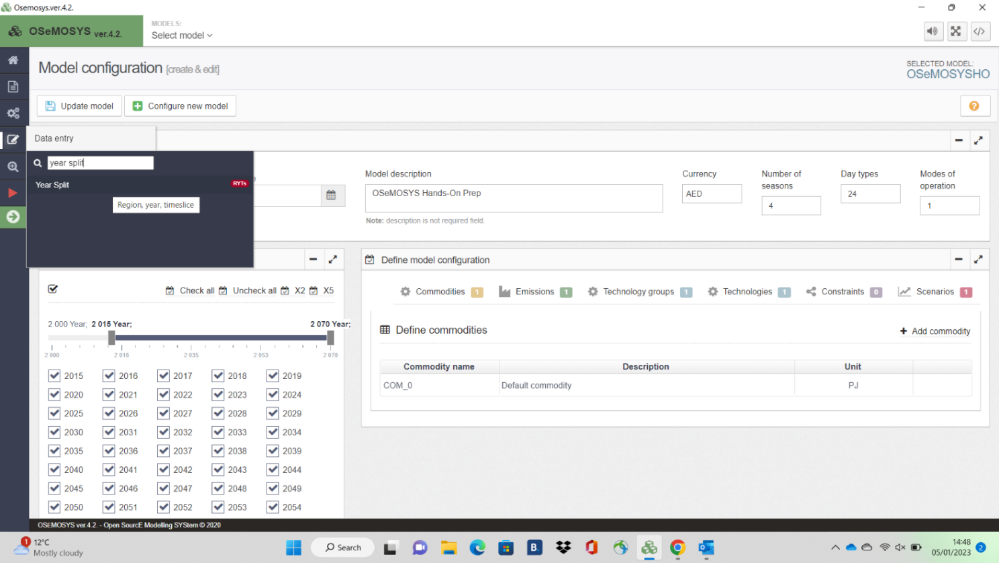 Osemosys.ver.4.2.
OSeMOSYS ver.4.2.
MODELS:
Select model
Model configuration [create & edit]
SELECTED MODEL:
OSeMOSYSHO
Update model
Configure new model
Data entry
year split
Year Split
RYTs
Region, year, timeslice
Model description
OSeMOSYS Hands-On Prep
Note: description is not required field.
Currency
AED
Number of
seasons
4
Day types
24
Modes of
operation
1
Check all
Uncheck all
X2
X5
2 000 Year;
2 015 Year;
2 070 Year;
2 000
2 018
2 035
2 053
2 070
2015 2016 2017 2018 2019
2020 2021 2022 2023 2024
2025 2026 2027 2028 2029
2030 2031 2032 2033 2034
2035 2036 2037 2038 2039
2040 2041 2042 2043 2044
2045 2046 2047 2048 2049
2050 2051 2052 2053 2054
Define model configuration
Commodities 1
Emissions 1
Technology groups 1
Technologies 1
Constraints 0
Scenarios 1
Define commodities
Add commodity
Commodity name Description Unit
COM_0 Default commodity PJ
OSEMOSYS ver.4.2. - Open SourcE Modelling SYStem © 2020
1
12°C
Mostly cloudy
Search
B.
14:48
05/01/2023
2